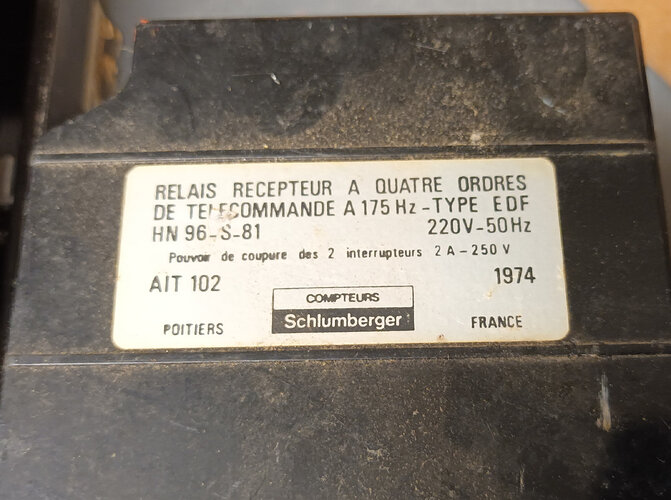 RELAIS RECEPTEUR A QUATRE ORDRES
DE TELECOMMANDE A 175 Hz - TYPE EDF
HN 96-S-81 220V-50Hz
Pouvoir de coupure des 2 interrupteurs 2 A - 250 V
AIT 102 1974
COMPTEURS
Schlumberger
POITIERS FRANCE